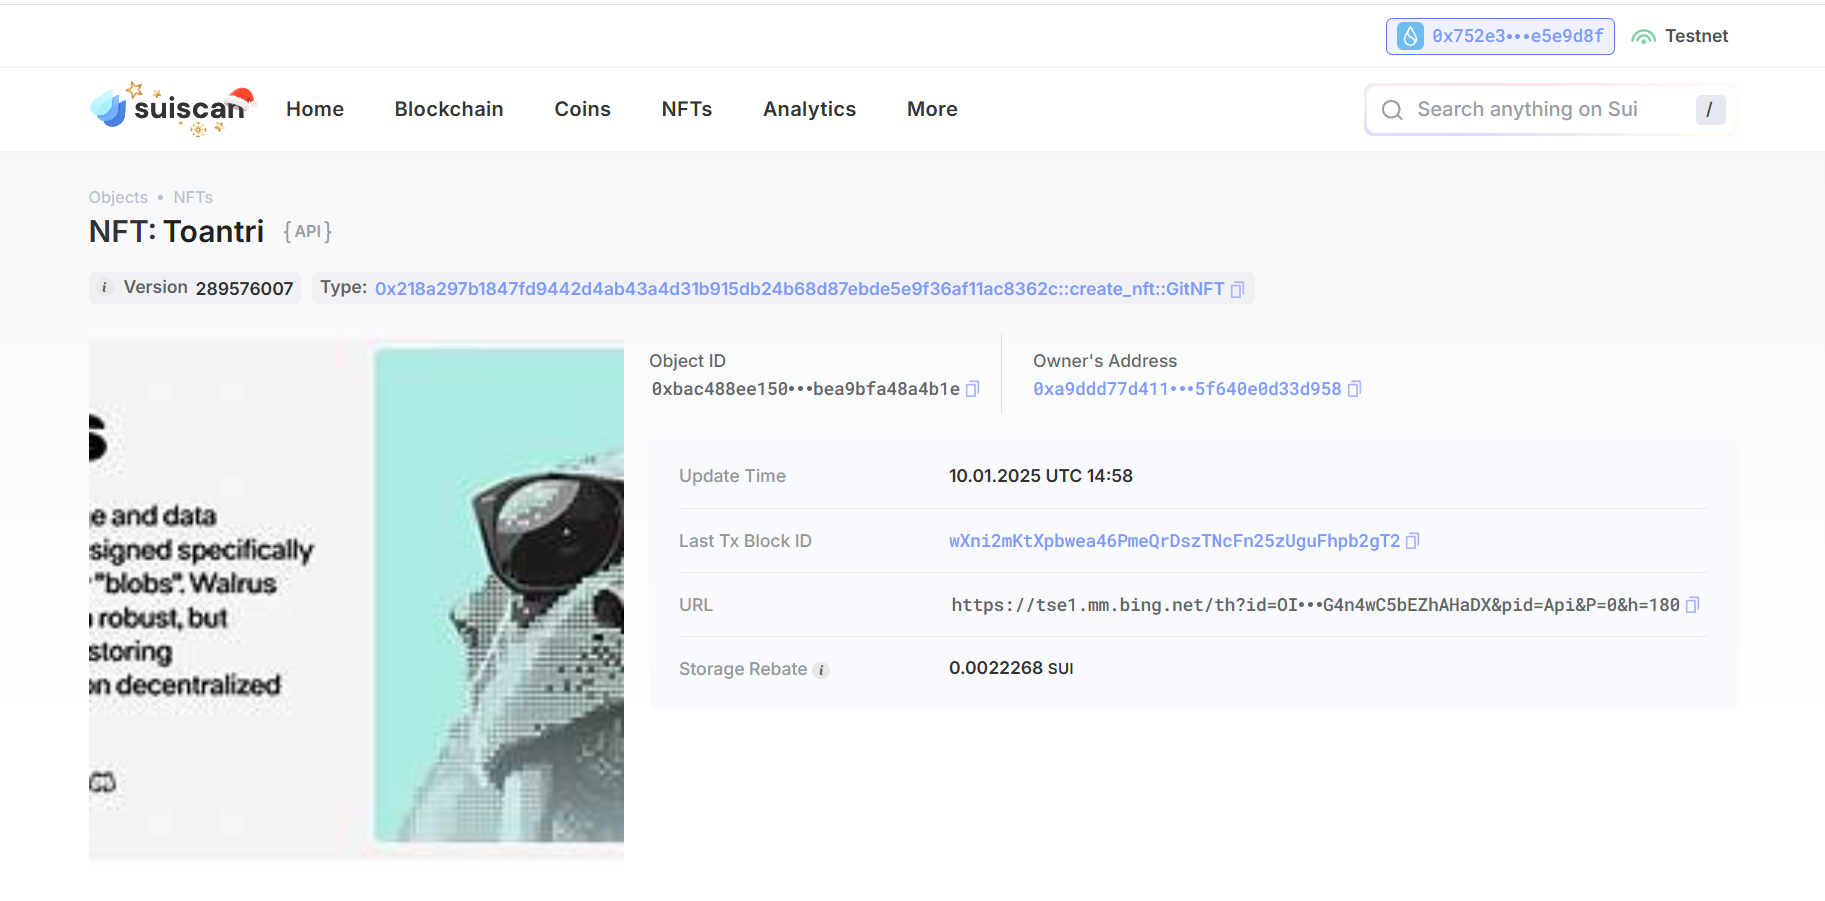 0x752e3•••e5e9d8f Testnet
suiscan Home Blockchain Coins NFTs Analytics More Search anything on Sui /
Objects • NFTs
NFT: Toantri {API}
i Version 289576007 Type: 0x218a297b1847fd9442d4ab43a4d31b915db24b68d87ebde5e9f36af11ac8362c::create_nft::GitNFT
s
e and data
signed specifically
"blobs". Walrus
robust, but
storing
on decentralized
Object ID
0xbac488ee150•••bea9bfa48a4b1e
Owner's Address
0xa9ddd77d411•••5f640e0d33d958
Update Time 10.01.2025 UTC 14:58
Last Tx Block ID wXni2mKtXpbwea46PmeQrDszTNcFn25zUguFhpb2gT2
URL https://tse1.mm.bing.net/th?id=OI•••G4n4wC5bEZhAHaDX&pid=Api&P=0&h=180
Storage Rebate i 0.0022268 SUI